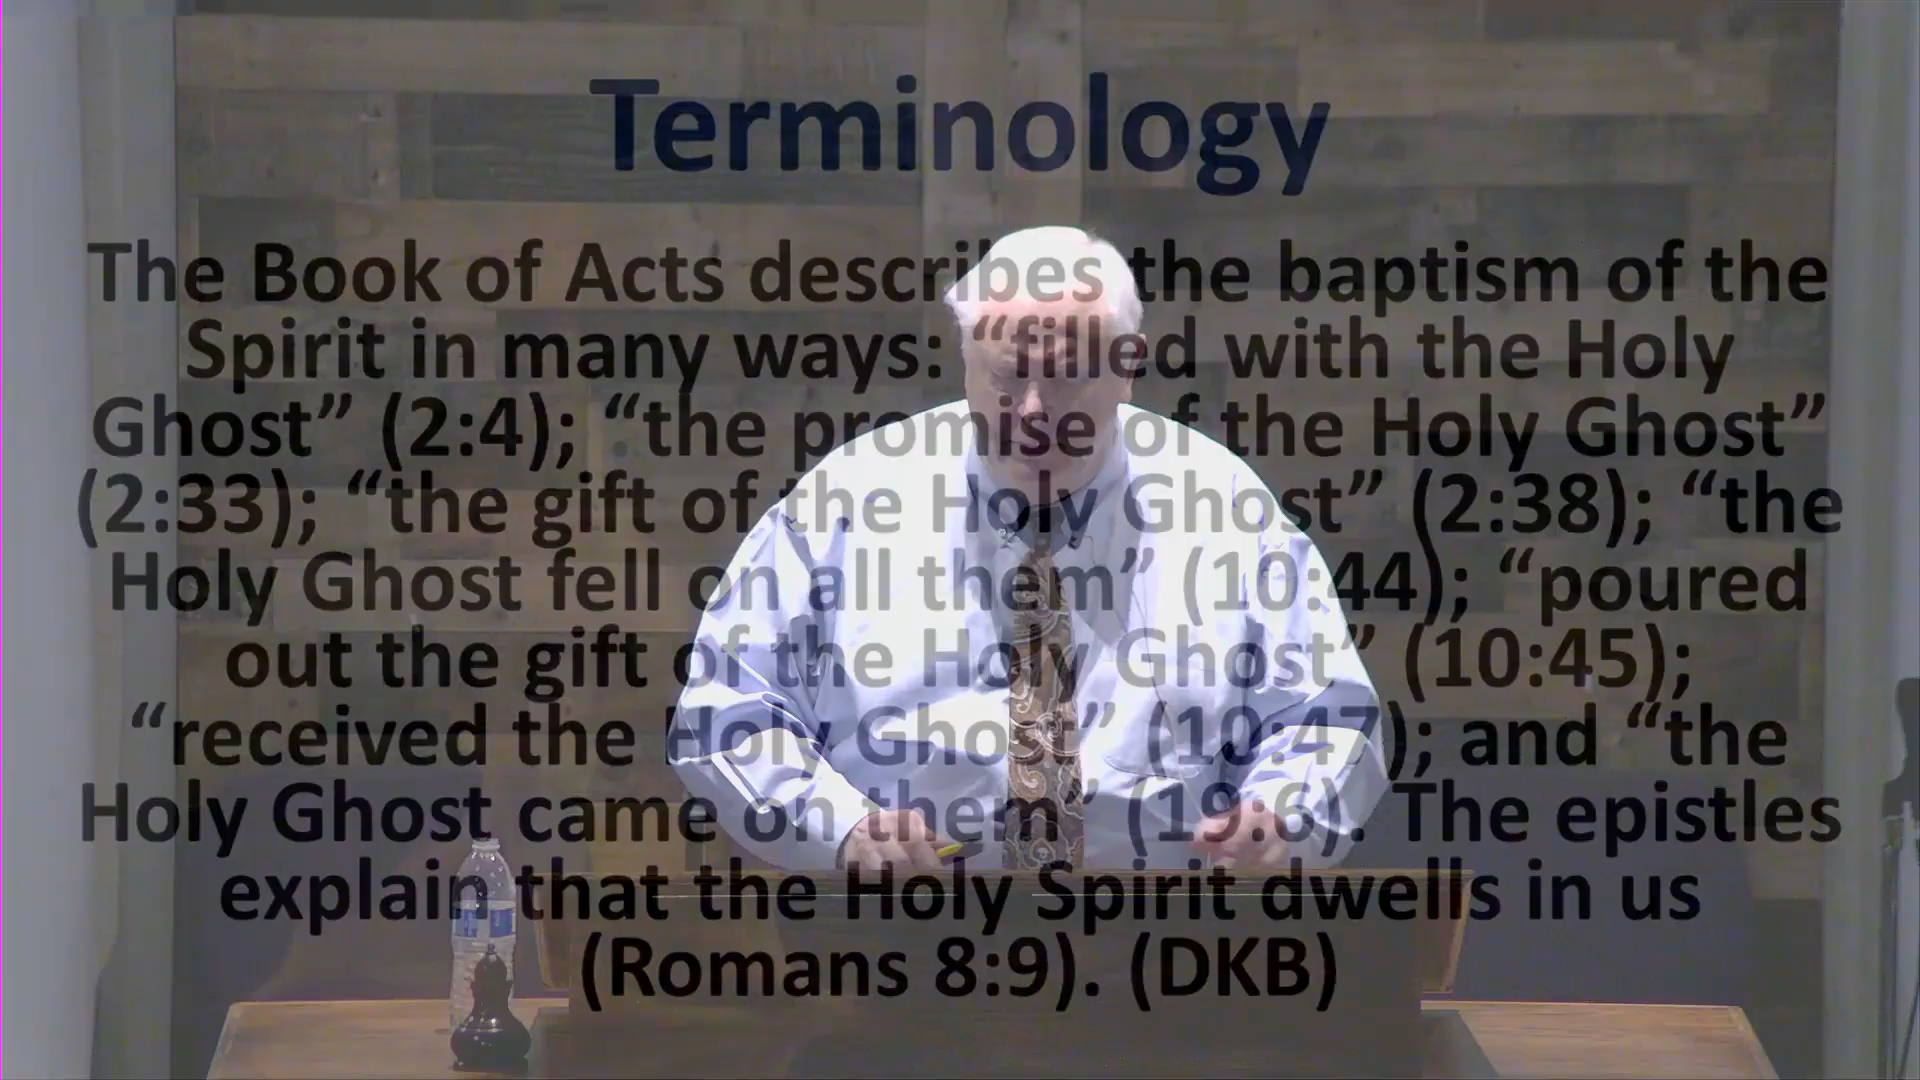 Terminology
The Book of Acts describes the baptism of the
Spirit in many ways: “filled with the Holy
Ghost” (2:4); “the promise of the Holy Ghost”
(2:33); “the gift of the Holy Ghost” (2:38); “the
Holy Ghost fell on all them” (10:44); “poured
out the gift of the Holy Ghost” (10:45);
“received the Holy Ghost” (10:47); and “the
Holy Ghost came on them” (19:6). The epistles
explain that the Holy Spirit dwells in us
(Romans 8:9). (DKB)